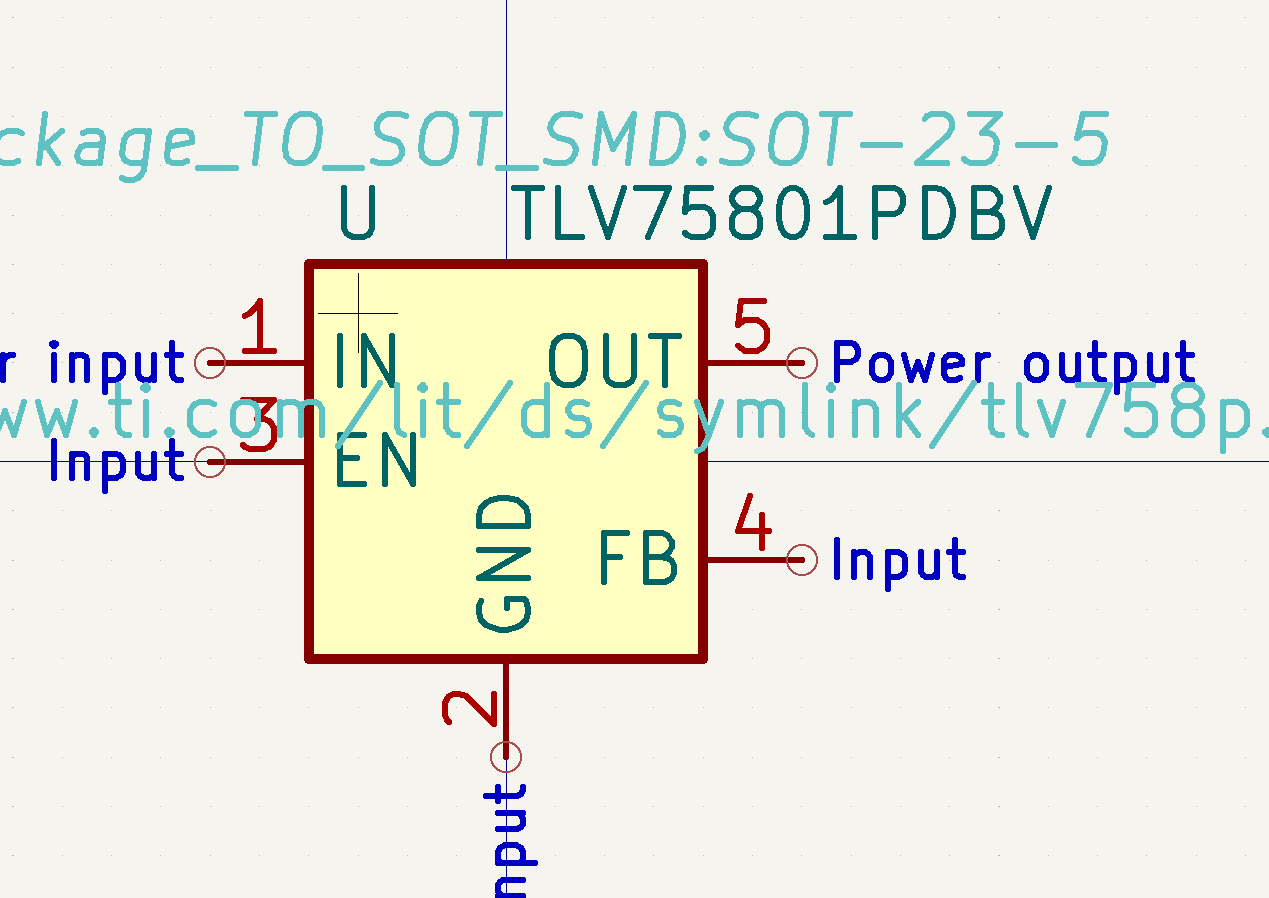 ckage_TO_SOT_SMD:SOT-23-5
U TLV75801PDBV
1 5
r input IN OUT Power output
ww.ti.com/lit/ds/symlink/tlv758p.
3
Input EN
4
GND FB Input
2
nput